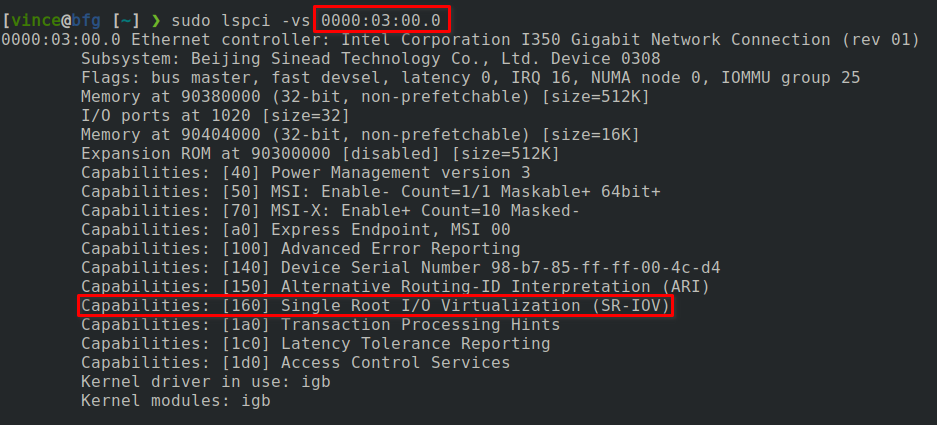 [vince@bfg [~] ❯ sudo lspci -vs 0000:03:00.0
0000:03:00.0 Ethernet controller: Intel Corporation I350 Gigabit Network Connection (rev 01)
Subsystem: Beijing Sinead Technology Co., Ltd. Device 0308
Flags: bus master, fast devsel, latency 0, IRQ 16, NUMA node 0, IOMMU group 25
Memory at 90380000 (32-bit, non-prefetchable) [size=512K]
I/O ports at 1020 [size=32]
Memory at 90404000 (32-bit, non-prefetchable) [size=16K]
Expansion ROM at 90300000 [disabled] [size=512K]
Capabilities: [40] Power Management version 3
Capabilities: [50] MSI: Enable- Count=1/1 Maskable+ 64bit+
Capabilities: [70] MSI-X: Enable+ Count=10 Masked-
Capabilities: [a0] Express Endpoint, MSI 00
Capabilities: [100] Advanced Error Reporting
Capabilities: [140] Device Serial Number 98-b7-85-ff-ff-00-4c-d4
Capabilities: [150] Alternative Routing-ID Interpretation (ARI)
Capabilities: [160] Single Root I/O Virtualization (SR-IOV)
Capabilities: [1a0] Transaction Processing Hints
Capabilities: [1c0] Latency Tolerance Reporting
Capabilities: [1d0] Access Control Services
Kernel driver in use: igb
Kernel modules: igb